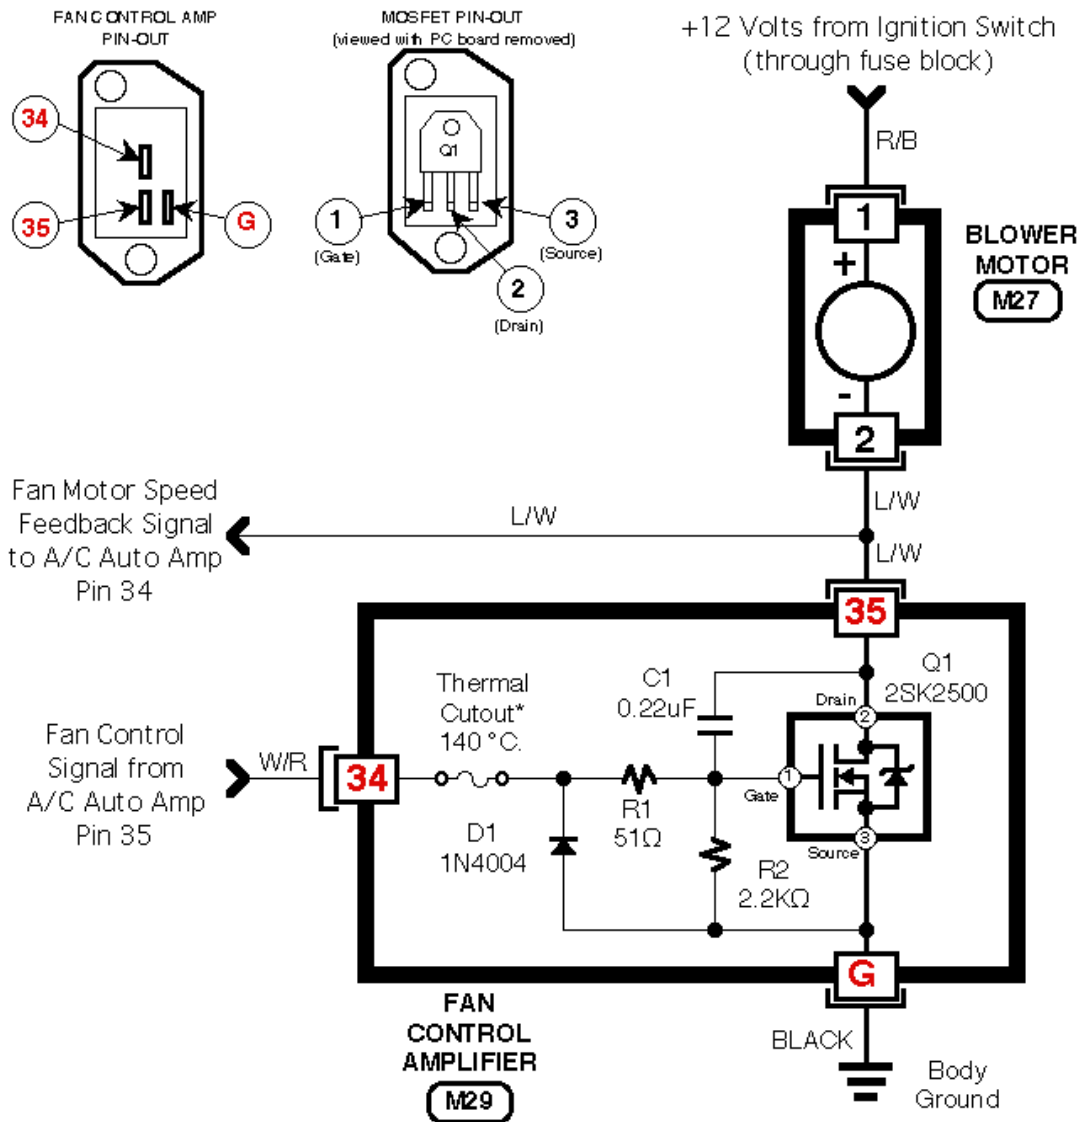 FAN CONTROL AMP
PIN-OUT
MOSFET PIN-OUT
(viewed with PC board removed)
+12 Volts from Ignition Switch
(through fuse block)
34
35
G
Q1
1
(Gate)
2
(Drain)
3
(Source)
R/B
1
+
-
2
BLOWER
MOTOR
M27
L/W
L/W
L/W
Fan Motor Speed
Feedback Signal
to A/C Auto Amp
Pin 34
35
Q1
2SK2500
Drain
2
C1
0.22uF
Thermal
Cutout*
140 °C.
Fan Control
Signal from
A/C Auto Amp
Pin 35
W/R
34
R1
51Ω
1
Gate
D1
1N4004
R2
2.2KΩ
3
Source
G
FAN
CONTROL
AMPLIFIER
M29
BLACK
Body
Ground